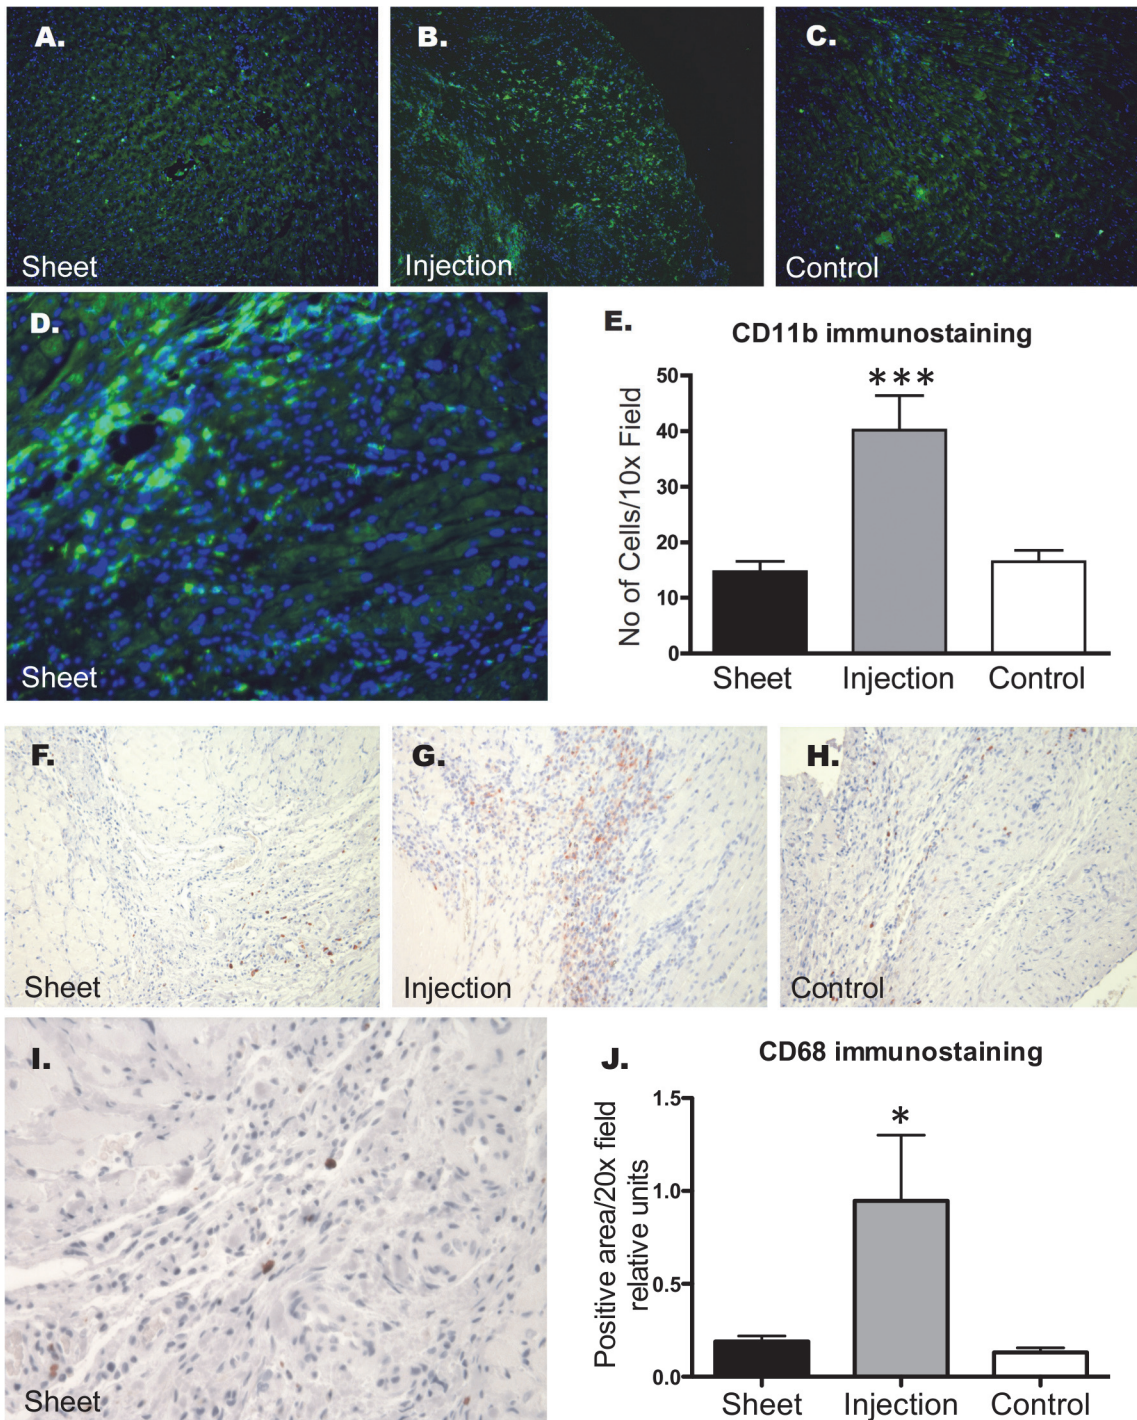 A.
B.
C.
Sheet
Injection
Control
D.
Sheet
E.
CD11b immunostaining
***
No of Cells/10x Field
50
40
30
20
10
0
Sheet
Injection
Control
F.
G.
H.
Sheet
Injection
Control
I.
Sheet
J.
CD68 immunostaining
*
Positive area/20x field
relative units
1.5
1.0
0.5
0.0
Sheet
Injection
Control